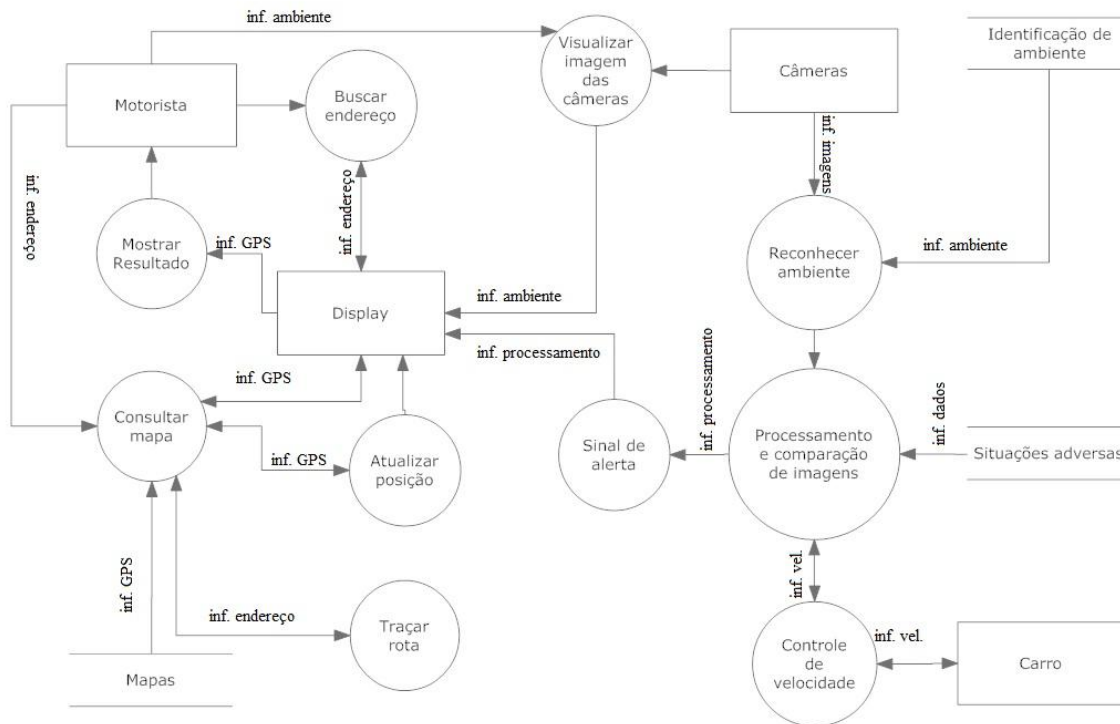 inf. ambiente
Visualizar
imagem
das
câmeras
Câmeras
Identificação de
ambiente
Motorista
Buscar
endereço
inf. imagens
inf. endereço
inf. endereço
Mostrar
Resultado
inf. GPS
Reconhecer
ambiente
inf. ambiente
Display
inf. ambiente
inf. processamento
inf. GPS
Consultar
mapa
inf. GPS
Atualizar
posição
Sinal de
alerta
inf. processamento
Processamento
e comparação
de imagens
inf. dados
Situações adversas
inf. GPS
inf. endereço
Traçar
rota
Mapas
inf. vel.
Controle
de
velocidade
inf. vel.
Carro